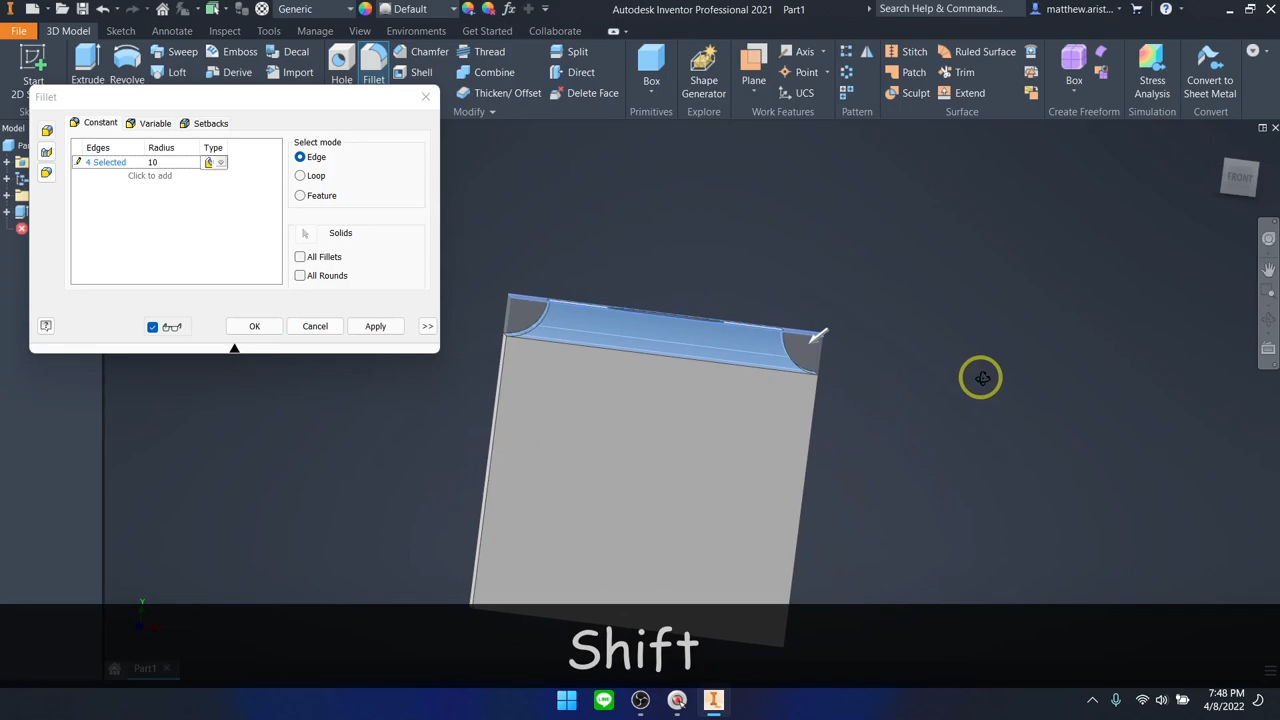 Generic
Default
Autodesk Inventor Professional 2021
Search Help & Commands...
matthew.arist...
File
3D Model
Sketch
Annotate
Inspect
Tools
Manage
View
Environments
Get Started
Collaborate
Start
2D S
Extrude
Revolve
Sweep
Loft
Emboss
Derive
Decal
Import
Hole
Fillet
Chamfer
Shell
Thread
Combine
Thicken/ Offset
Split
Direct
Delete Face
Modify
Box
Primitives
Shape
Generator
Explore
Plane
Axis
Point
UCS
Work Features
Pattern
Stitch
Patch
Sculpt
Ruled Surface
Trim
Extend
Surface
Box
Create Freeform
Stress
Analysis
Simulation
Convert to
Sheet Metal
Convert
Model
Fillet
Constant
Variable
Setbacks
Edges Radius Type
4 Selected 10
Click to add
Select mode
Edge
Loop
Feature
Solids
All Fillets
All Rounds
OK
Cancel
Apply
>>
FRONT
Y
Shift
Part1
LINE
7:48 PM
4/8/2022